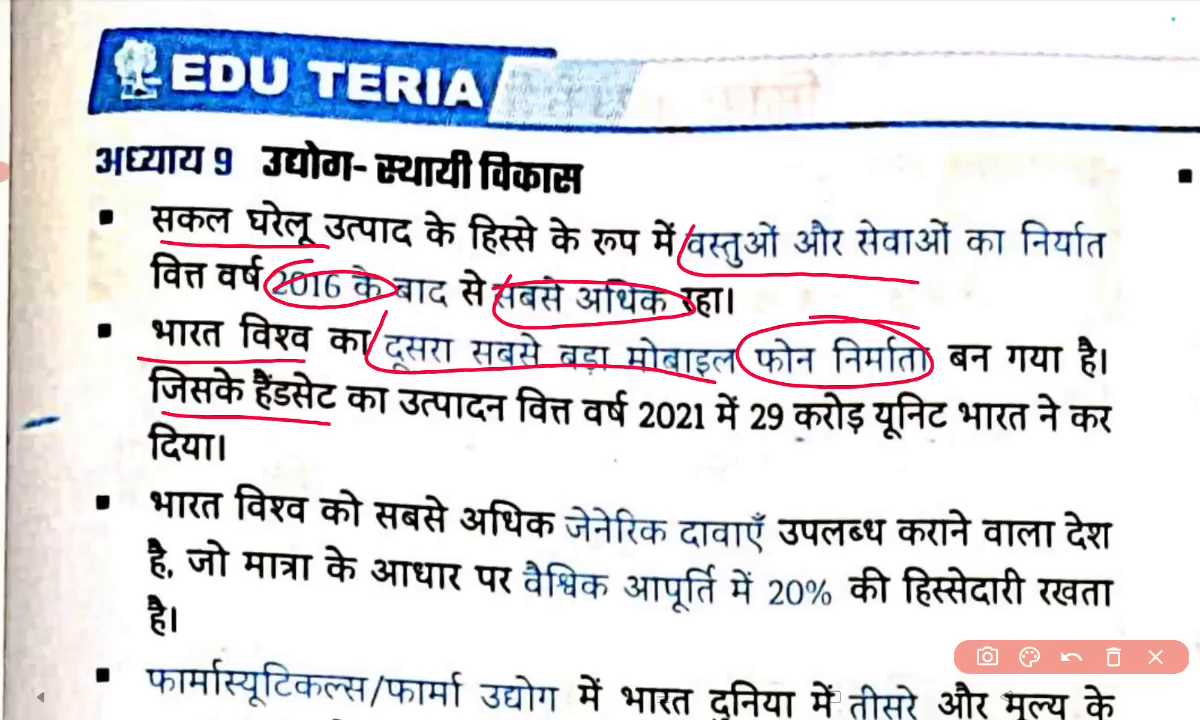 EDU TERIA
अध्याय 9 उद्योग- स्थायी विकास
▪ सकल घरेलू उत्पाद के हिस्से के रूप में वस्तुओं और सेवाओं का निर्यात
वित्त वर्ष 2016 के बाद से सबसे अधिक रहा।
▪ भारत विश्व का दूसरा सबसे बड़ा मोबाइल फोन निर्माता बन गया है।
जिसके हैंडसेट का उत्पादन वित्त वर्ष 2021 में 29 करोड़ यूनिट भारत ने कर
दिया।
▪ भारत विश्व को सबसे अधिक जेनेरिक दावाएँ उपलब्ध कराने वाला देश
है, जो मात्रा के आधार पर वैश्विक आपूर्ति में 20% की हिस्सेदारी रखता
है।
▪ फार्मास्यूटिकल्स/फार्मा उद्योग में भारत दुनिया में तीसरे और मूल्य के